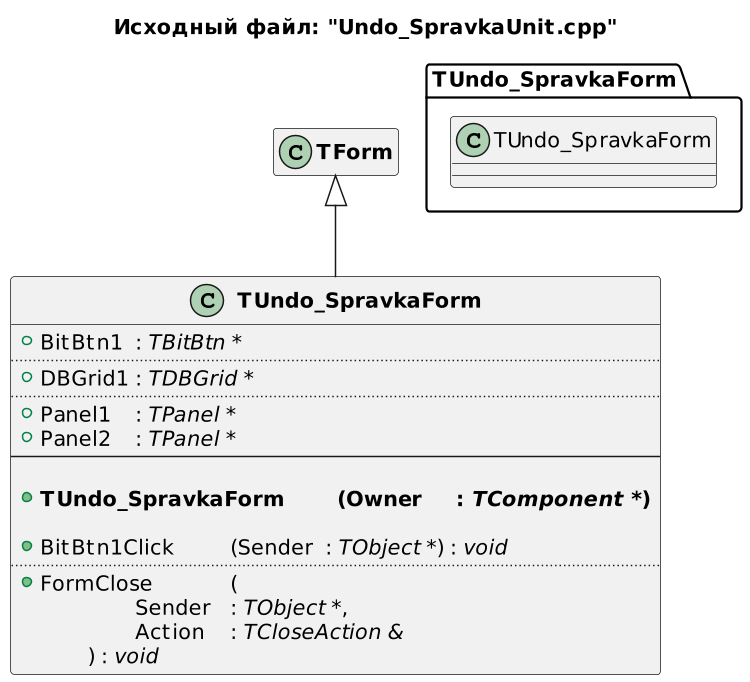 Исходный файл: "Undo_SpravkaUnit.cpp"
TUndo_SpravkaForm
C TUndo_SpravkaForm
C TForm
C TUndo_SpravkaForm
BitBtn1 : TBitBtn *
DBGrid1 : TDBGrid *
Panel1 : TPanel *
Panel2 : TPanel *
TUndo_SpravkaForm (Owner : TComponent *)
BitBtn1Click (Sender : TObject *) : void
FormClose (
Sender : TObject *,
Action : TCloseAction &
) : void